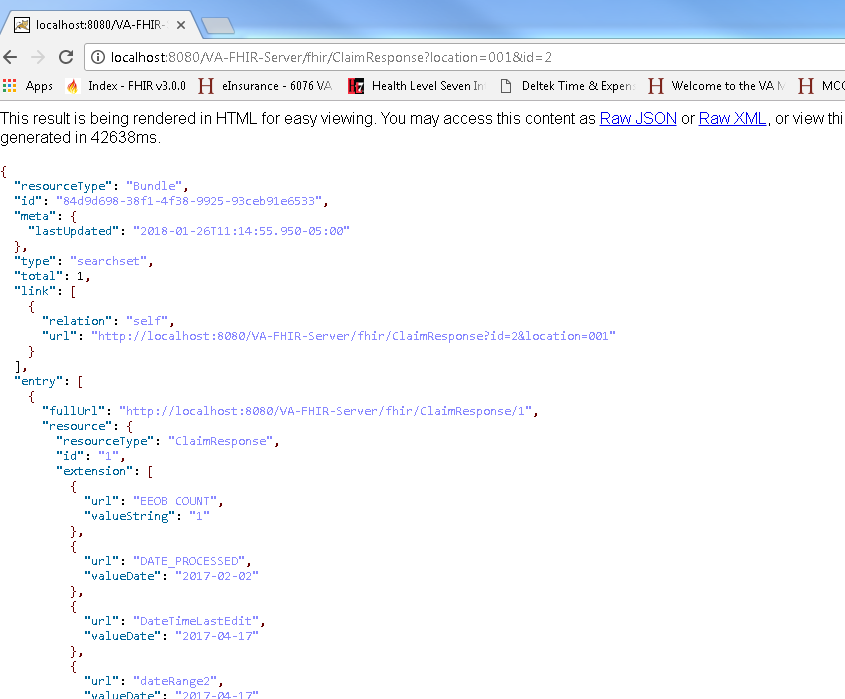 localhost:8080/VA-FHIR-
localhost:8080/VA-FHIR-Server/fhir/ClaimResponse?location=001&id=2
Apps Index - FHIR v3.0.0 eInsurance - 6076 VA Health Level Seven In Deltek Time & Expen Welcome to the VA M MCC
This result is being rendered in HTML for easy viewing. You may access this content as Raw JSON or Raw XML, or view thi
generated in 42638ms.
{
"resourceType": "Bundle",
"id": "84d9d698-38f1-4f38-9925-93ceb91e6533",
"meta": {
"lastUpdated": "2018-01-26T11:14:55.950-05:00"
},
"type": "searchset",
"total": 1,
"link": [
{
"relation": "self",
"url": "http://localhost:8080/VA-FHIR-Server/fhir/ClaimResponse?id=2&location=001"
}
],
"entry": [
{
"fullUrl": "http://localhost:8080/VA-FHIR-Server/fhir/ClaimResponse/1",
"resource": {
"resourceType": "ClaimResponse",
"id": "1",
"extension": [
{
"url": "EEOB COUNT",
"valueString": "1"
},
{
"url": "DATE_PROCESSED",
"valueDate": "2017-02-02"
},
{
"url": "DateTimeLastEdit",
"valueDate": "2017-04-17"
},
{
"url": "dateRange2",
"valueDate": "2017-04-17"